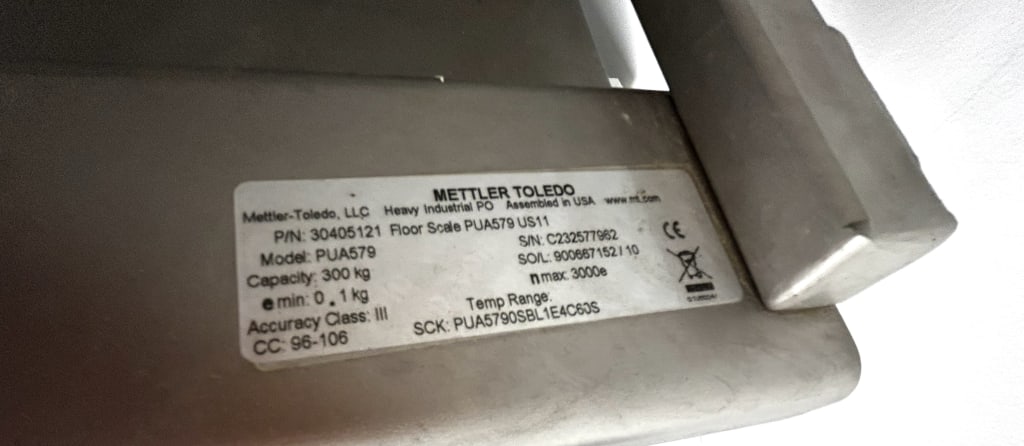 METTLER TOLEDO
Mettler-Toledo, LLC Heavy Industrial PO Assembled in USA www.mt.com
P/N: 30405121 Floor Scale PUA579 US11
Model: PUA579 S/N: C232577982
Capacity: 300 kg SO/L: 900667152 / 10
e min: 0.1 kg n max: 3000e
Accuracy Class: III Temp Range:
CC: 96-106 SCK: PUA5790SBL1E4C60S
CE